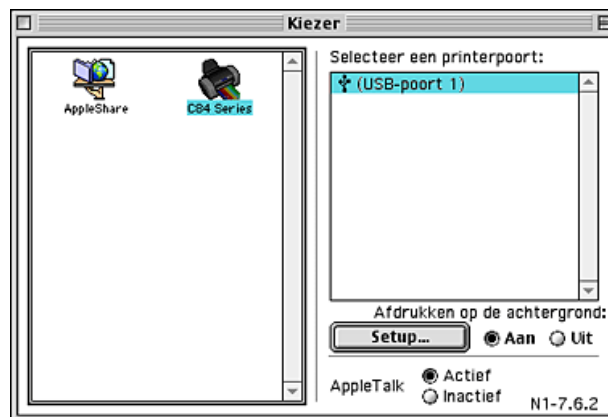 Kiezer
AppleShare
C84 Series
Selecteer een printerpoort:
(USB-poort 1)
Afdrukken op de achtergrond:
Setup...
Aan
Uit
AppleTalk
Actief
Inactief
N1-7.6.2